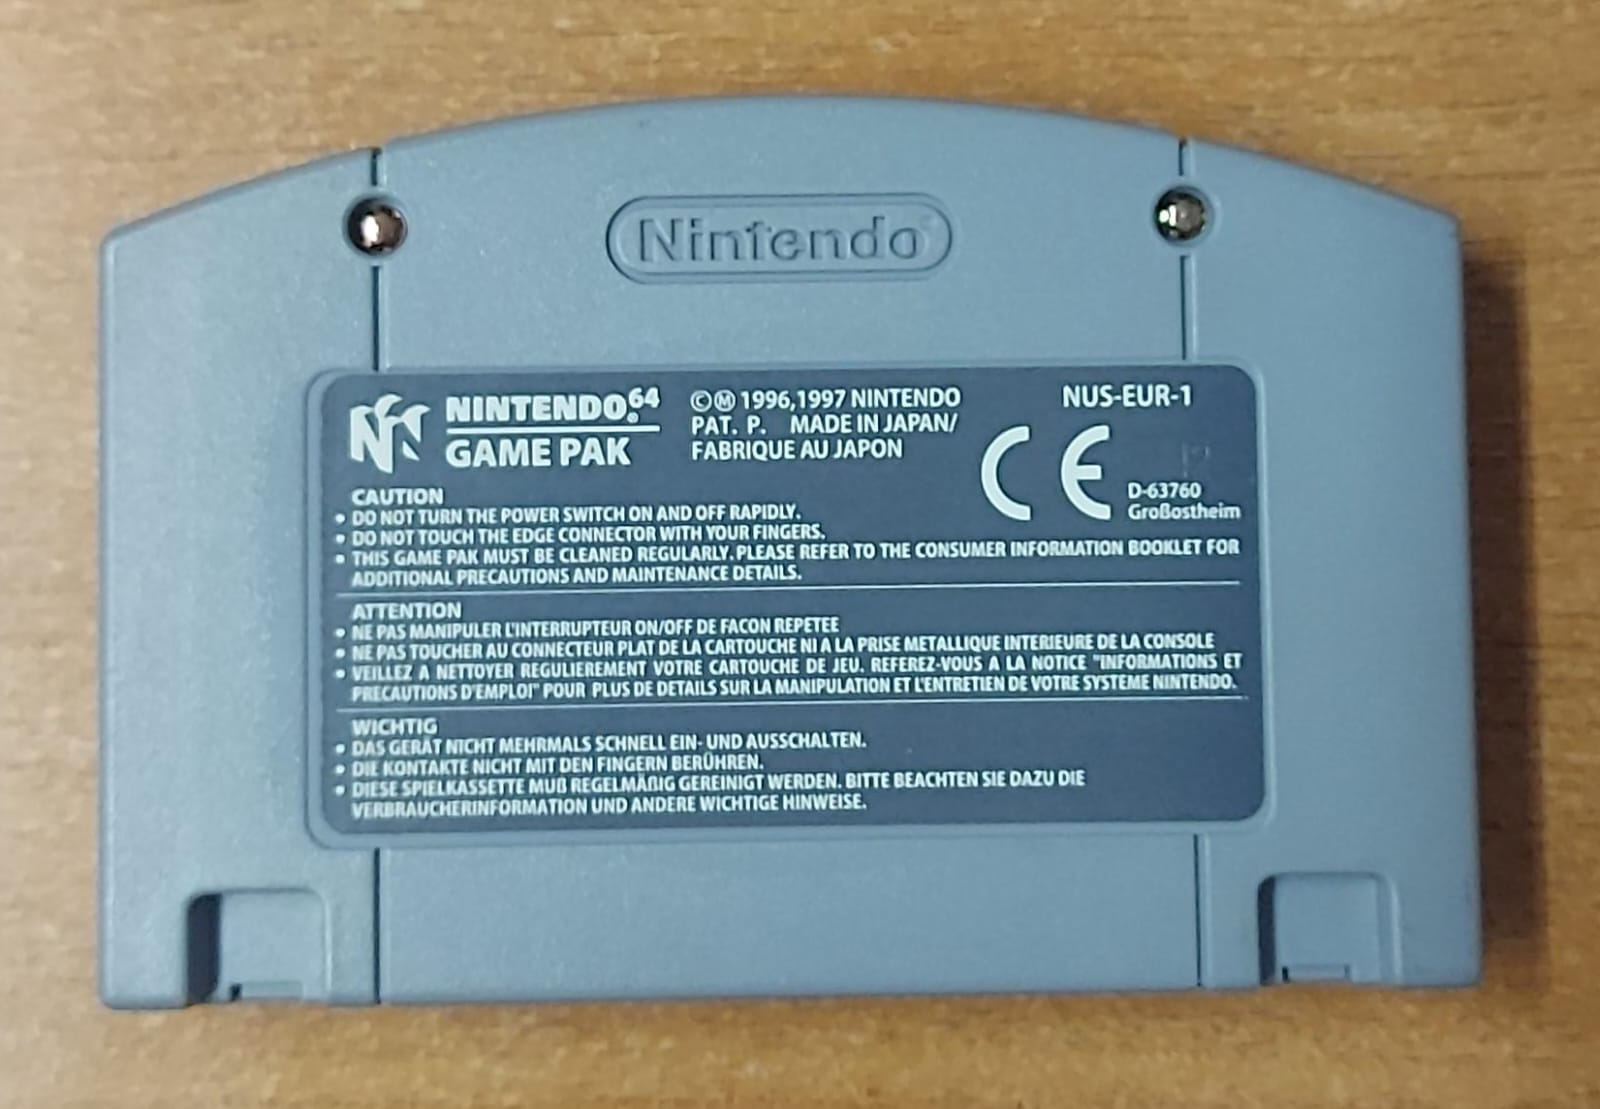 Nintendo
NINTENDO64
GAME PAK
©Ⓜ 1996,1997 NINTENDO
PAT. P. MADE IN JAPAN/
FABRIQUE AU JAPON
NUS-EUR-1
CE
D-63760
Großostheim
CAUTION
• DO NOT TURN THE POWER SWITCH ON AND OFF RAPIDLY.
• DO NOT TOUCH THE EDGE CONNECTOR WITH YOUR FINGERS.
• THIS GAME PAK MUST BE CLEANED REGULARLY. PLEASE REFER TO THE CONSUMER INFORMATION BOOKLET FOR
ADDITIONAL PRECAUTIONS AND MAINTENANCE DETAILS.
ATTENTION
• NE PAS MANIPULER L'INTERRUPTEUR ON/OFF DE FACON REPETEE
• NE PAS TOUCHER AU CONNECTEUR PLAT DE LA CARTOUCHE NI A LA PRISE METALLIQUE INTERIEURE DE LA CONSOLE
• VEILLEZ A NETTOYER REGULIEREMENT VOTRE CARTOUCHE DE JEU. REFEREZ-VOUS A LA NOTICE "INFORMATIONS ET
PRECAUTIONS D'EMPLOI" POUR PLUS DE DETAILS SUR LA MANIPULATION ET L'ENTRETIEN DE VOTRE SYSTEME NINTENDO.
WICHTIG
• DAS GERÄT NICHT MEHRMALS SCHNELL EIN- UND AUSSCHALTEN.
• DIE KONTAKTE NICHT MIT DEN FINGERN BERÜHREN.
• DIESE SPIELKASSETTE MUß REGELMÄßIG GEREINIGT WERDEN. BITTE BEACHTEN SIE DAZU DIE
VERBRAUCHERINFORMATION UND ANDERE WICHTIGE HINWEISE.